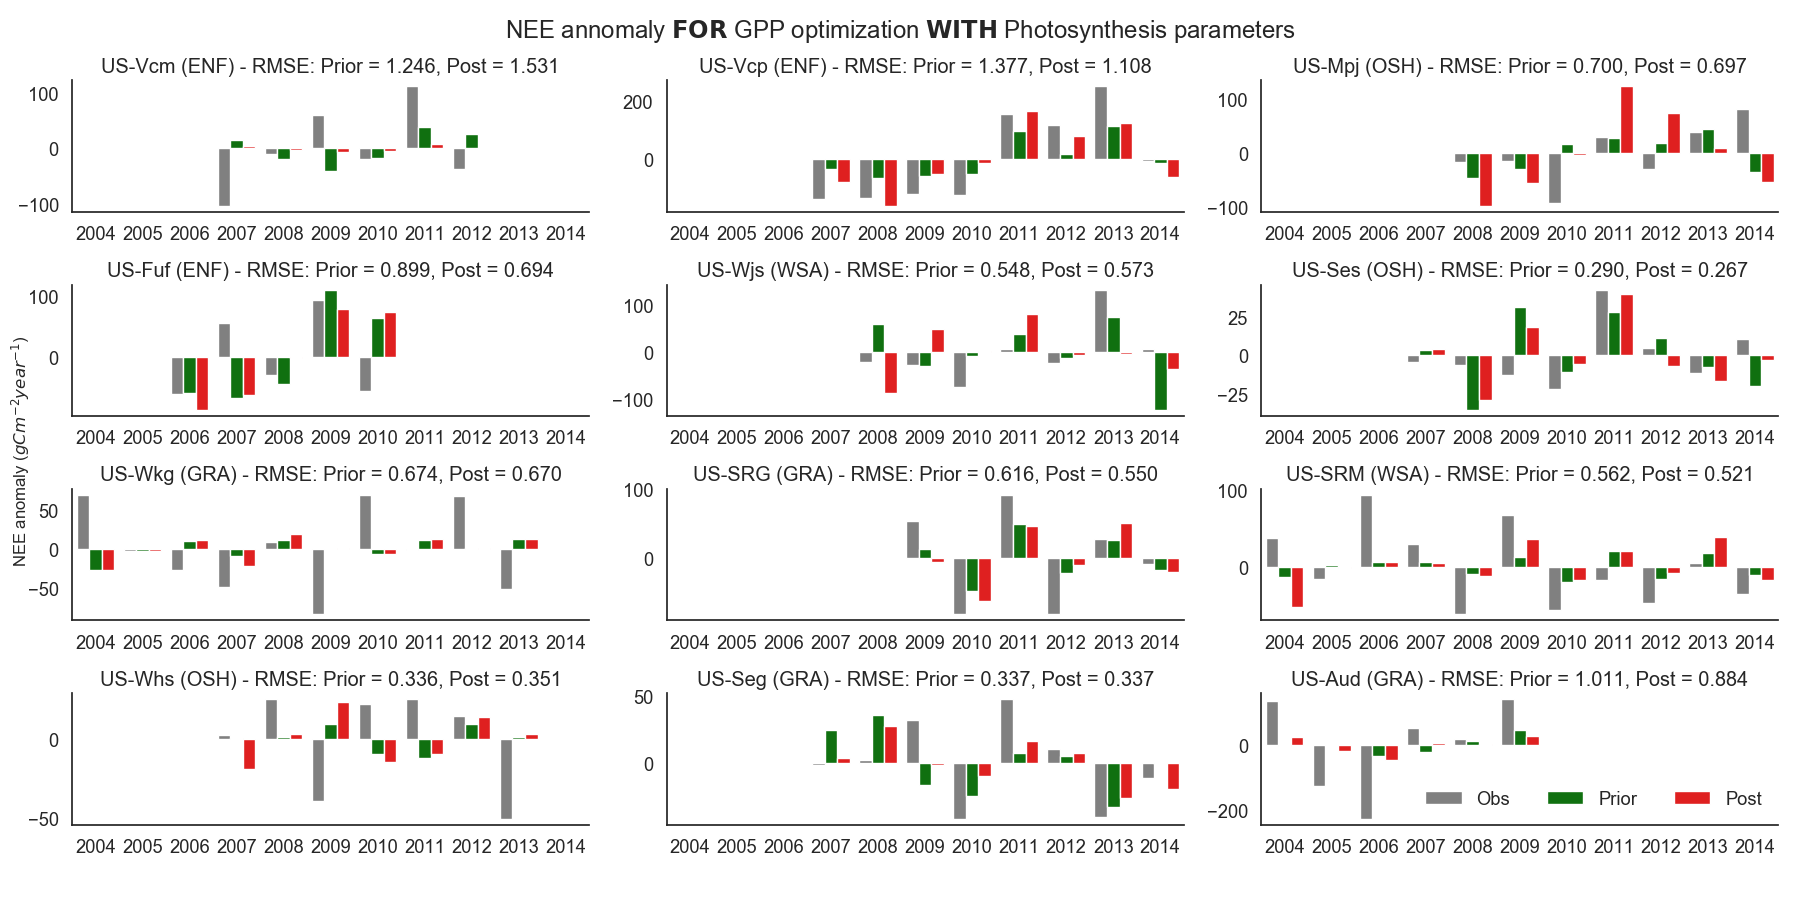 NEE annomaly FOR GPP optimization WITH Photosynthesis parameters
NEE anomaly (gCm⁻²year⁻¹)
US-Vcm (ENF) - RMSE: Prior = 1.246, Post = 1.531
100
0
−100
2004 2005 2006 2007 2008 2009 2010 2011 2012 2013 2014
US-Vcp (ENF) - RMSE: Prior = 1.377, Post = 1.108
200
0
2004 2005 2006 2007 2008 2009 2010 2011 2012 2013 2014
US-Mpj (OSH) - RMSE: Prior = 0.700, Post = 0.697
100
0
−100
2004 2005 2006 2007 2008 2009 2010 2011 2012 2013 2014
US-Fuf (ENF) - RMSE: Prior = 0.899, Post = 0.694
100
0
2004 2005 2006 2007 2008 2009 2010 2011 2012 2013 2014
US-Wjs (WSA) - RMSE: Prior = 0.548, Post = 0.573
100
0
−100
2004 2005 2006 2007 2008 2009 2010 2011 2012 2013 2014
US-Ses (OSH) - RMSE: Prior = 0.290, Post = 0.267
25
0
−25
2004 2005 2006 2007 2008 2009 2010 2011 2012 2013 2014
US-Wkg (GRA) - RMSE: Prior = 0.674, Post = 0.670
50
0
−50
2004 2005 2006 2007 2008 2009 2010 2011 2012 2013 2014
US-SRG (GRA) - RMSE: Prior = 0.616, Post = 0.550
100
0
2004 2005 2006 2007 2008 2009 2010 2011 2012 2013 2014
US-SRM (WSA) - RMSE: Prior = 0.562, Post = 0.521
100
0
2004 2005 2006 2007 2008 2009 2010 2011 2012 2013 2014
US-Whs (OSH) - RMSE: Prior = 0.336, Post = 0.351
0
−50
2004 2005 2006 2007 2008 2009 2010 2011 2012 2013 2014
US-Seg (GRA) - RMSE: Prior = 0.337, Post = 0.337
50
0
2004 2005 2006 2007 2008 2009 2010 2011 2012 2013 2014
US-Aud (GRA) - RMSE: Prior = 1.011, Post = 0.884
0
−200
Obs Prior Post
2004 2005 2006 2007 2008 2009 2010 2011 2012 2013 2014